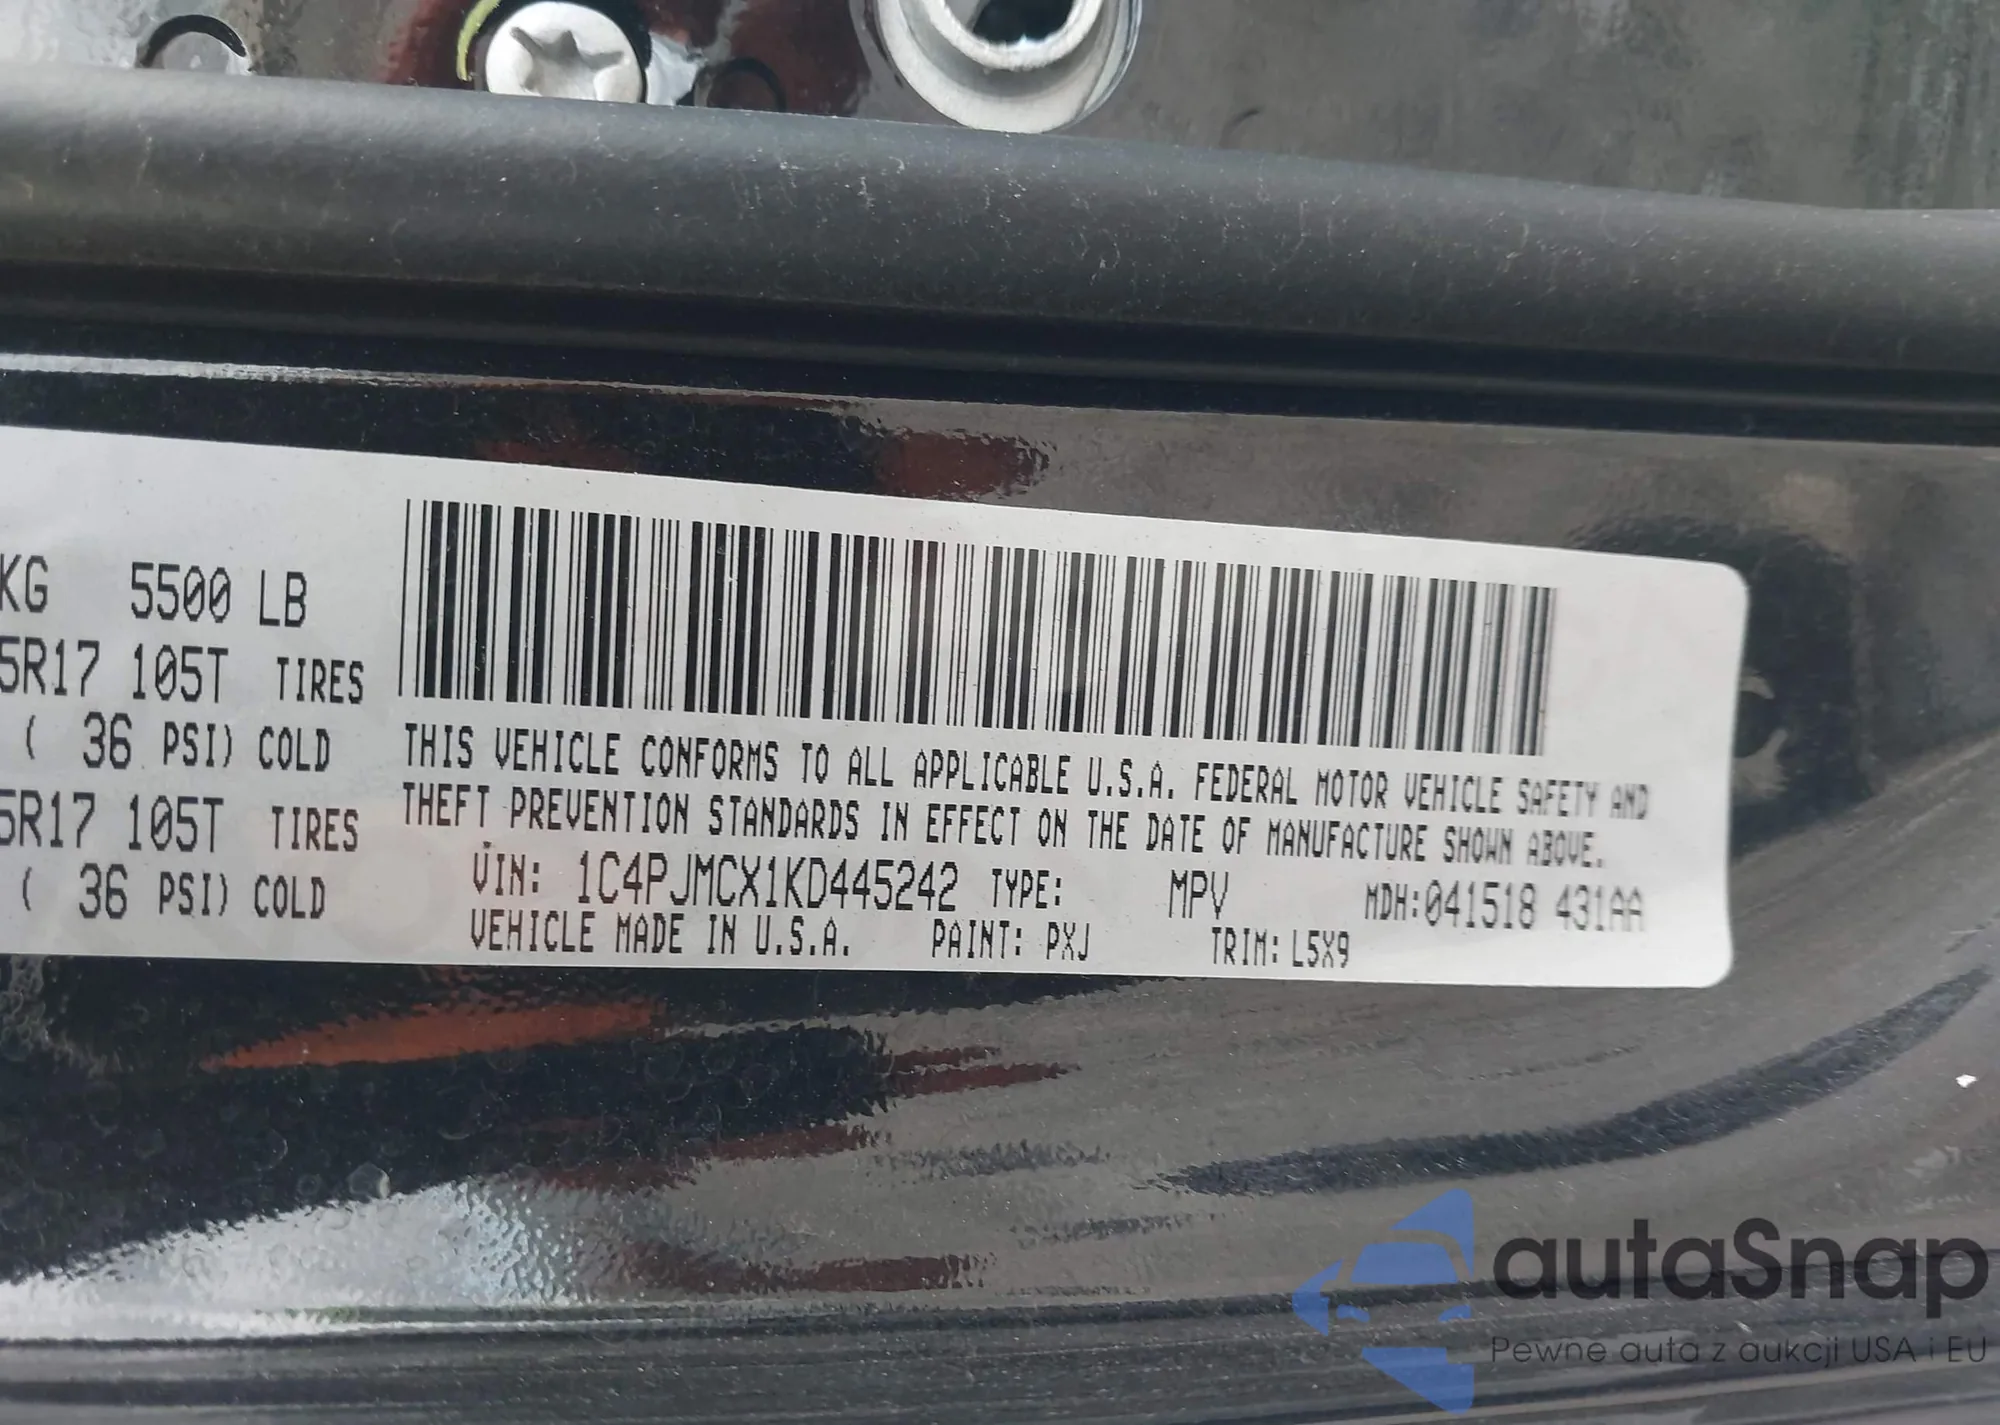 KG 5500 LB
5R17 105T TIRES
( 36 PSI) COLD
5R17 105T TIRES
( 36 PSI) COLD
THIS VEHICLE CONFORMS TO ALL APPLICABLE U.S.A. FEDERAL MOTOR VEHICLE SAFETY AND
THEFT PREVENTION STANDARDS IN EFFECT ON THE DATE OF MANUFACTURE SHOWN ABOVE.
VIN: 1C4PJMCX1KD445242 TYPE: MPV MDH:041518 431AA
VEHICLE MADE IN U.S.A. PAINT: PXJ TRIM: L5X9
autaSnap
Pewne auta z aukcji USA i EU